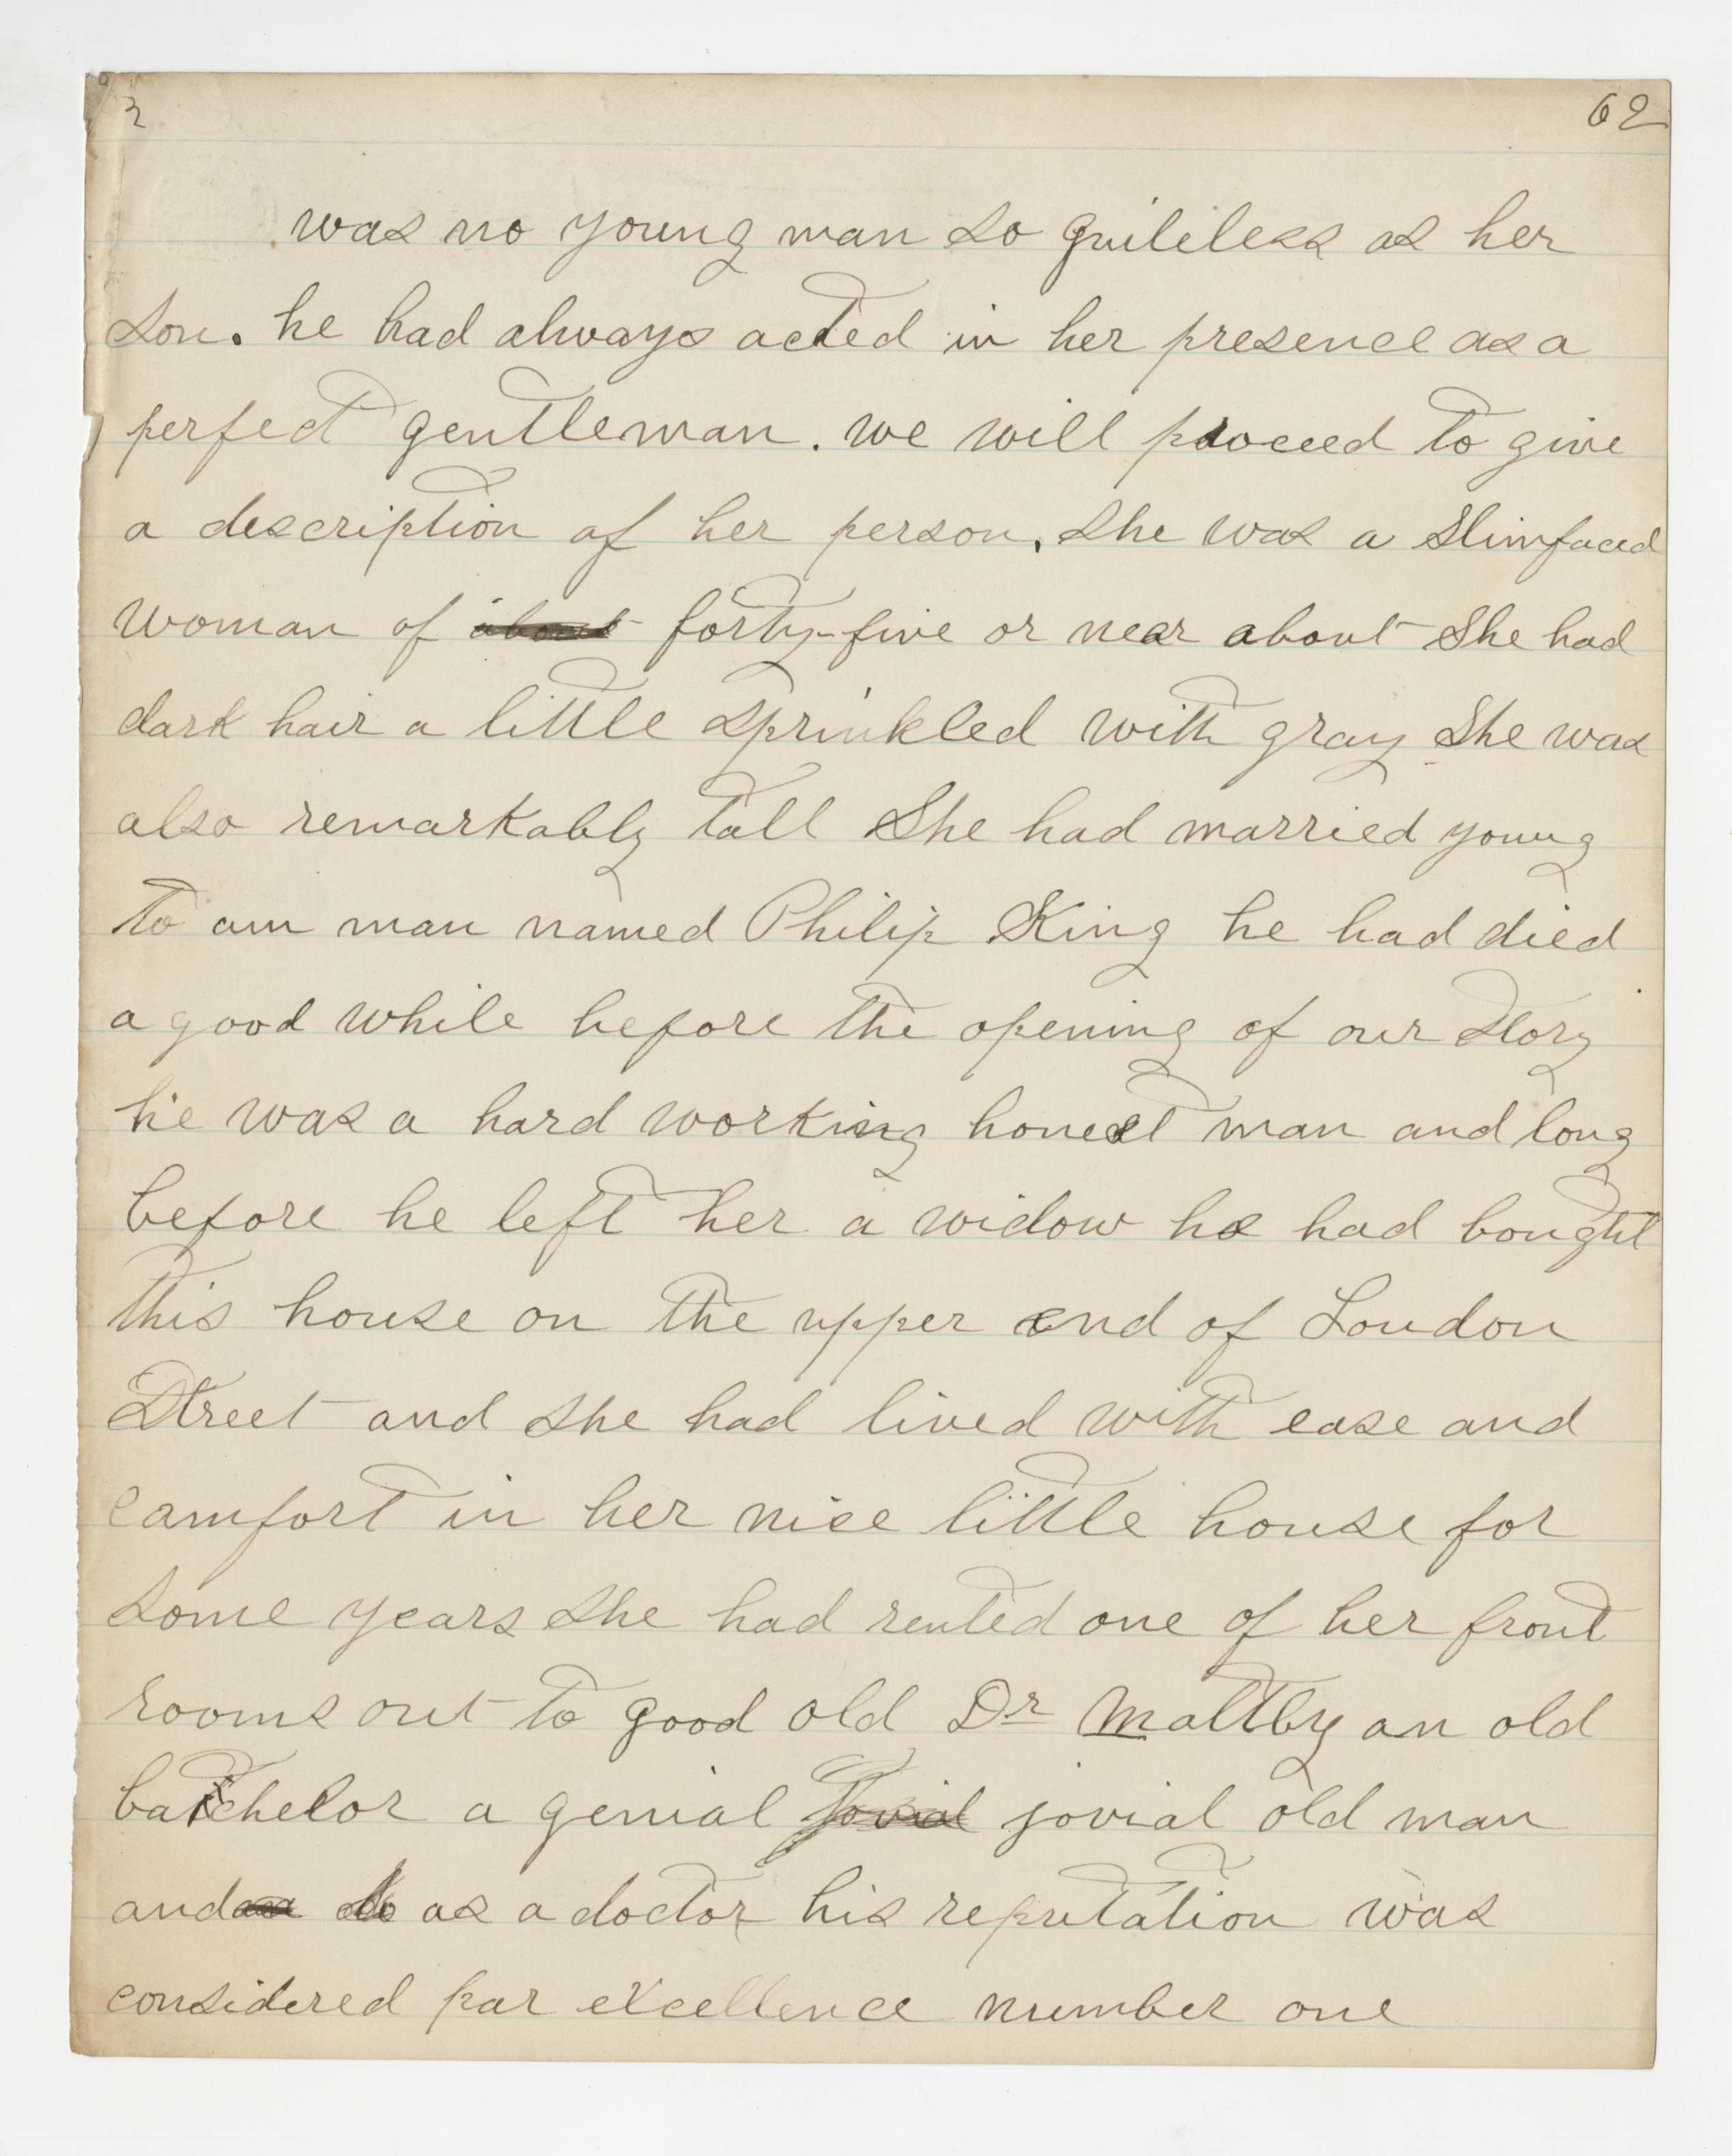 2 62
was no young man so guileless as her
son. he had always acted in her presence as a
perfect gentleman. we will proceed to give
a description of her person. She was a slimfaced
woman of about forty-five or near about She had
dark hair a little sprinkled with gray She was
also remarkably tall She had married young
to am man named Philip King he had died
a good while before the opening of our story
he was a hard working honest man and long
before he left her a widow he had bought
this house on the upper end of London
Street and she had lived with ease and
comfort in her nice little house for
some years she had rented one of her front
rooms out to good old Dr Maltby an old
batchelor a genial jovial jovial old man
and as a doctor his reputation was
considered par excellence number one